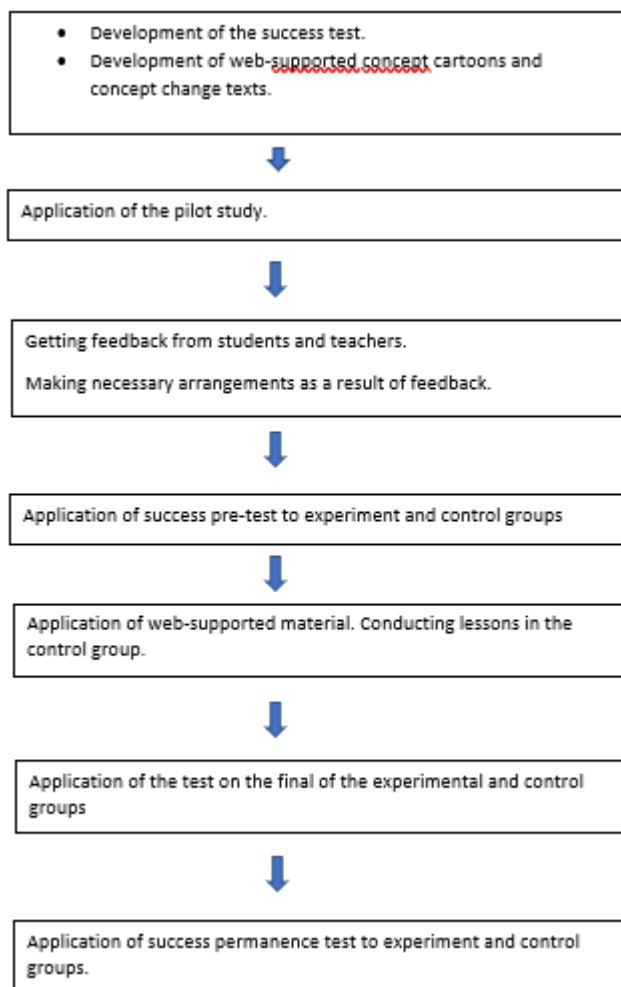 • Development of the success test.
• Development of web-supported concept cartoons and
concept change texts.
Application of the pilot study.
Getting feedback from students and teachers.
Making necessary arrangements as a result of feedback.
Application of success pre-test to experiment and control groups
Application of web-supported material. Conducting lessons in the
control group.
Application of the test on the final of the experimental and control
groups
Application of success permanence test to experiment and control
groups.